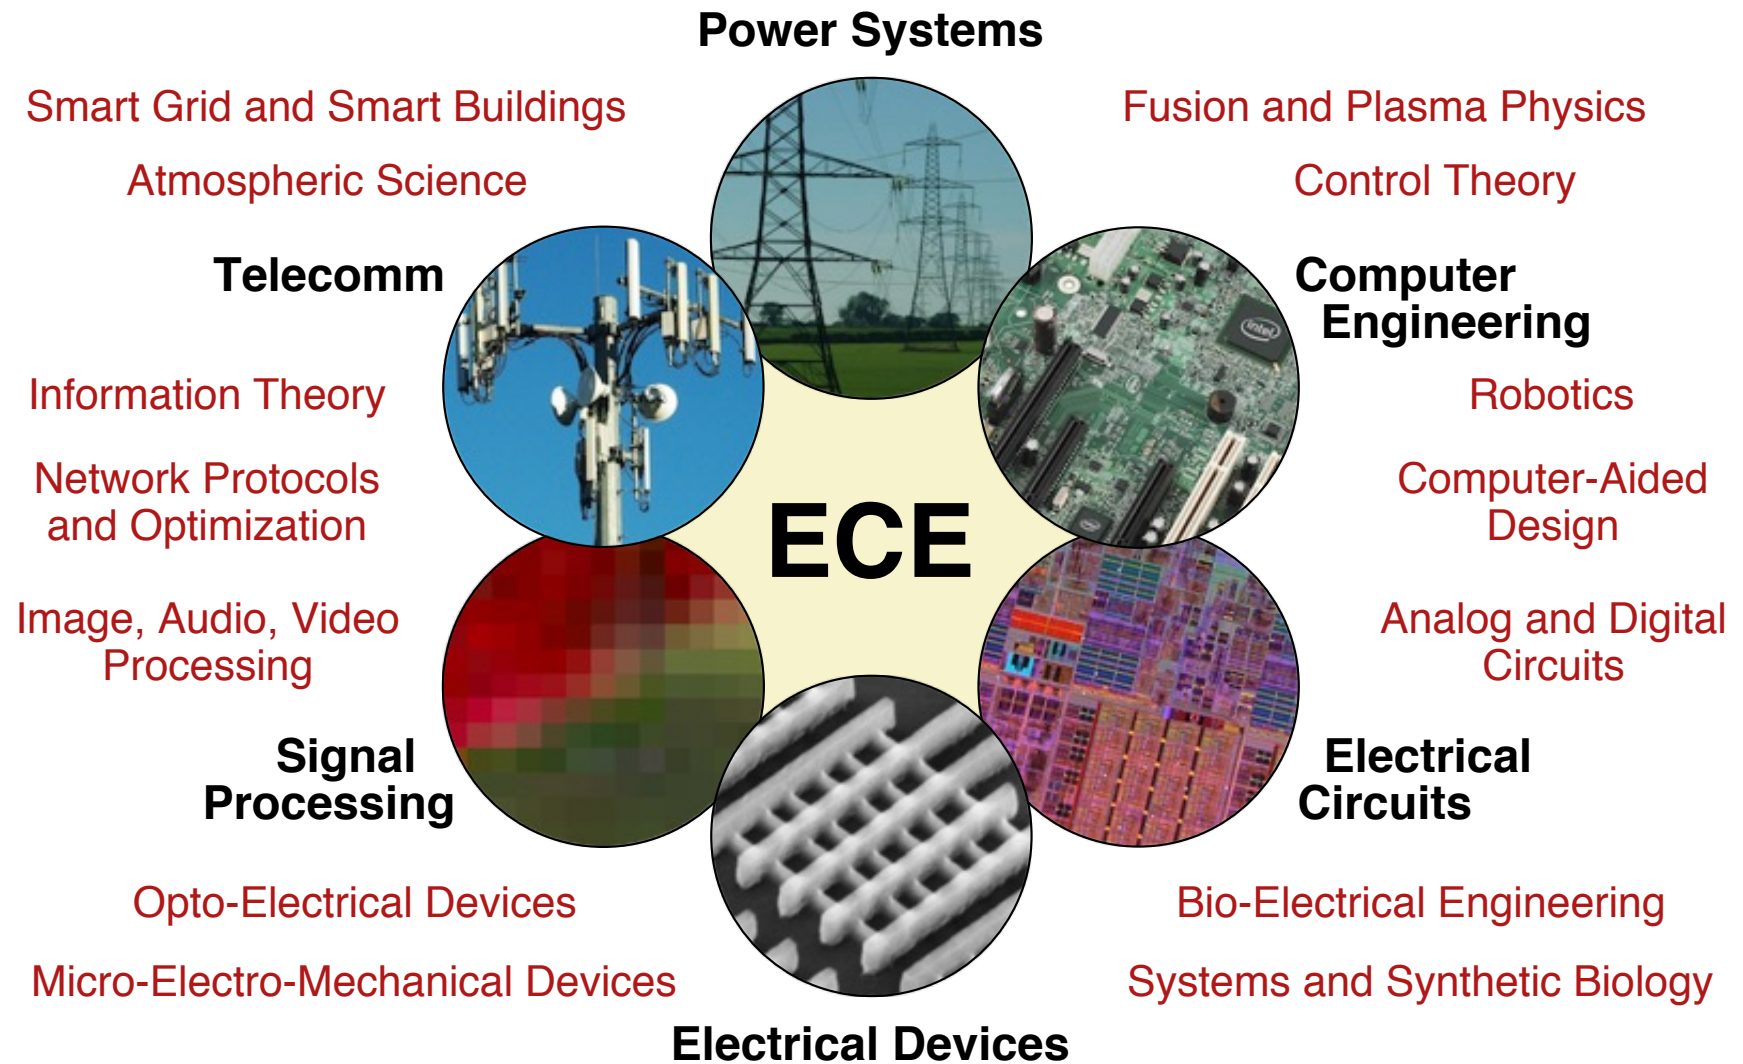 Power Systems
Smart Grid and Smart Buildings
Fusion and Plasma Physics
Atmospheric Science
Control Theory
Telecomm
Computer
Engineering
intel
Information Theory
Robotics
Network Protocols
and Optimization
Computer-Aided
Design
ECE
Image, Audio, Video
Processing
Analog and Digital
Circuits
Signal
Processing
Electrical
Circuits
Opto-Electrical Devices
Bio-Electrical Engineering
Micro-Electro-Mechanical Devices
Systems and Synthetic Biology
Electrical Devices